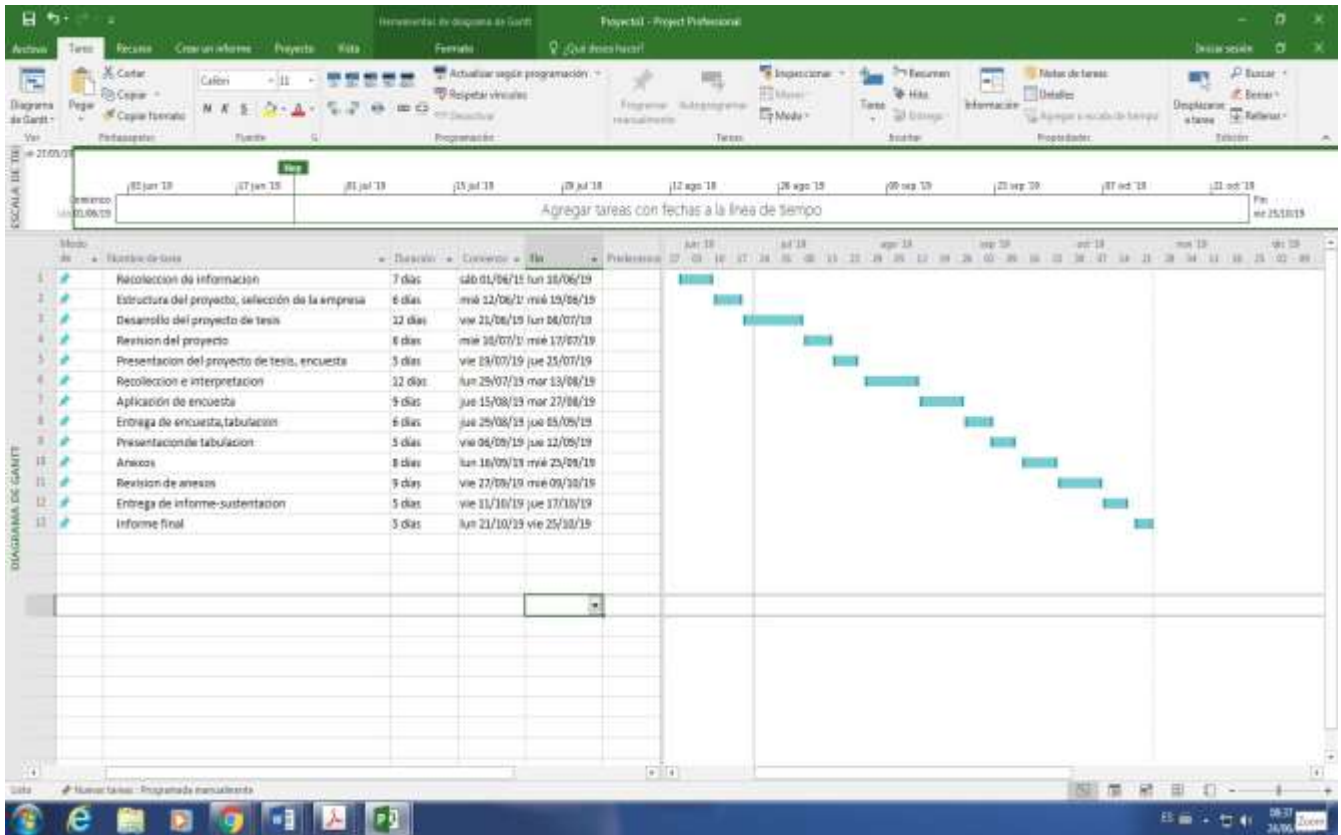 Herramientas de diagrama de Gantt
Proyecto1 - Project Professional
Archivo Tarea Recurso Crear un informe Proyecto Vista Formato ¿Qué desea hacer? Iniciar sesión
Diagrama de Gantt
Ver
Pegar
Cortar
Copiar
Copiar formato
Portapapeles
Calibri 11
N K S
Fuente
Actualizar según programación
Respetar vínculos
Desactivar
Programación
Programar manualmente
Autoprogramar
Inspeccionar
Mover
Modo
Tareas
Tarea
Resumen
Hito
Entrega
Insertar
Información
Notas de tareas
Detalles
Agregar a escala de tiempo
Propiedades
Desplazarse a tarea
Buscar
Borrar
Rellenar
Edición
ESCALA DE TIE
Hoy
03 jun '19 17 jun '19 01 jul '19 15 jul '19 29 jul '19 12 ago '19 26 ago '19 09 sep '19 23 sep '19 07 oct '19 21 oct '19
Comienzo
01/06/19
Agregar tareas con fechas a la línea de tiempo
Fin
vie 25/10/19
Modo de Nombre de tarea Duración Comienzo Fin
jun '19 jul '19 ago '19 sep '19 oct '19 nov '19 dic '19
1 Recoleccion de informacion 7 días sáb 01/06/19 lun 10/06/19
2 Estructura del proyecto, selección de la empresa 6 días mié 12/06/1 mié 19/06/19
3 Desarrollo del proyecto de tesis 12 días vie 21/06/19 lun 08/07/19
4 Revision del proyecto 6 días mié 10/07/1 mié 17/07/19
5 Presentacion del proyecto de tesis, encuesta 5 días vie 19/07/19 jue 25/07/19
6 Recoleccion e interpretacion 12 días lun 29/07/19 mar 13/08/19
7 Aplicación de encuesta 9 días jue 15/08/19 mar 27/08/19
8 Entrega de encuesta,tabulacion 6 días jue 29/08/19 jue 05/09/19
9 Presentacionde tabulacion 5 días vie 06/09/19 jue 12/09/19
10 Anexos 8 días lun 16/09/19 mié 25/09/19
11 Revision de anexos 9 días vie 27/09/19 mié 09/10/19
12 Entrega de informe-sustentacion 5 días vie 11/10/19 jue 17/10/19
13 Informe final 5 días lun 21/10/19 vie 25/10/19
DIAGRAMA DE GANTT
Listo Nuevas tareas : Programada manualmente
ES
24/06
Zoom